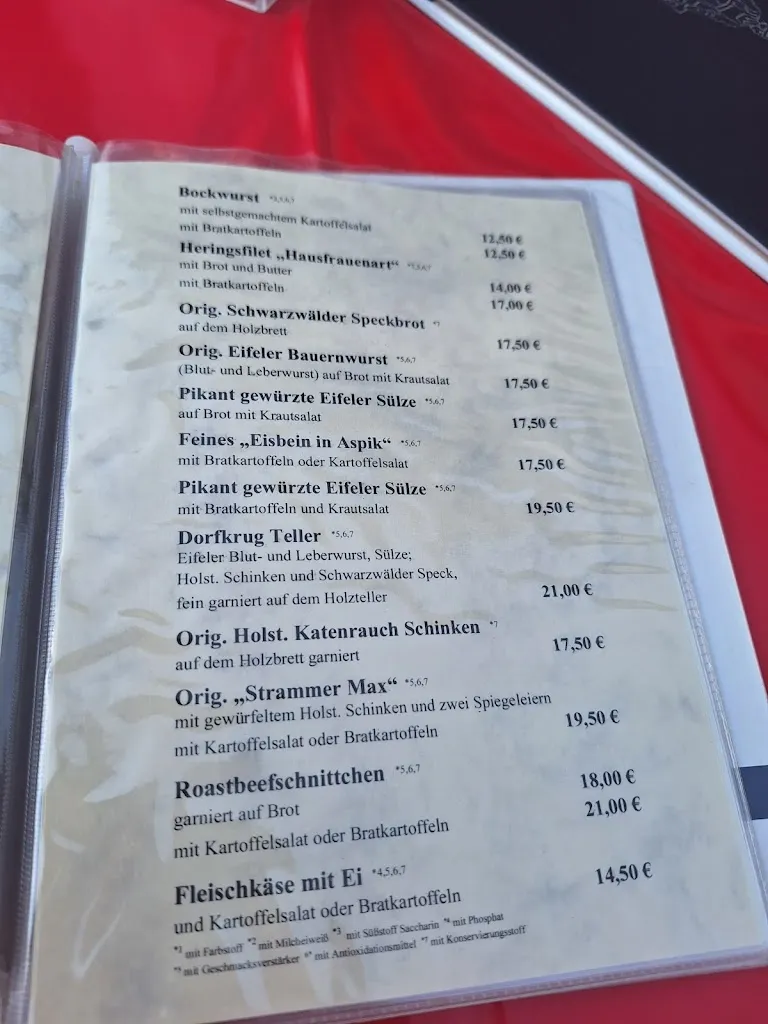 Bockwurst
mit selbstgemachtem Kartoffelsalat 12,50 €
mit Bratkartoffeln 12,50 €
Heringsfilet „Hausfrauenart“
mit Brot und Butter 14,00 €
mit Bratkartoffeln 17,00 €
Orig. Schwarzwälder Speckbrot *7
auf dem Holzbrett 17,50 €
Orig. Eifeler Bauernwurst *5,6,7
(Blut- und Leberwurst) auf Brot mit Krautsalat 17,50 €
Pikant gewürzte Eifeler Sülze *5,6,7
auf Brot mit Krautsalat 17,50 €
Feines „Eisbein in Aspik“ *5,6,7
mit Bratkartoffeln oder Kartoffelsalat 17,50 €
Pikant gewürzte Eifeler Sülze *5,6,7
mit Bratkartoffeln und Krautsalat 19,50 €
Dorfkrug Teller *5,6,7
Eifeler Blut- und Leberwurst, Sülze;
Holst. Schinken und Schwarzwälder Speck,
fein garniert auf dem Holzteller 21,00 €
Orig. Holst. Katenrauch Schinken *7
auf dem Holzbrett garniert 17,50 €
Orig. „Strammer Max“ *5,6,7
mit gewürfeltem Holst. Schinken und zwei Spiegeleiern
mit Kartoffelsalat oder Bratkartoffeln 19,50 €
Roastbeefschnittchen *5,6,7
garniert auf Brot 18,00 €
mit Kartoffelsalat oder Bratkartoffeln 21,00 €
Fleischkäse mit Ei *4,5,6,7
und Kartoffelsalat oder Bratkartoffeln 14,50 €
*1 mit Farbstoff *2 mit Milcheiweiß *3 mit Süßstoff Saccharin *4 mit Phosphat
*5 mit Geschmacksverstärker 6* mit Antioxidationsmittel *7 mit Konservierungsstoff